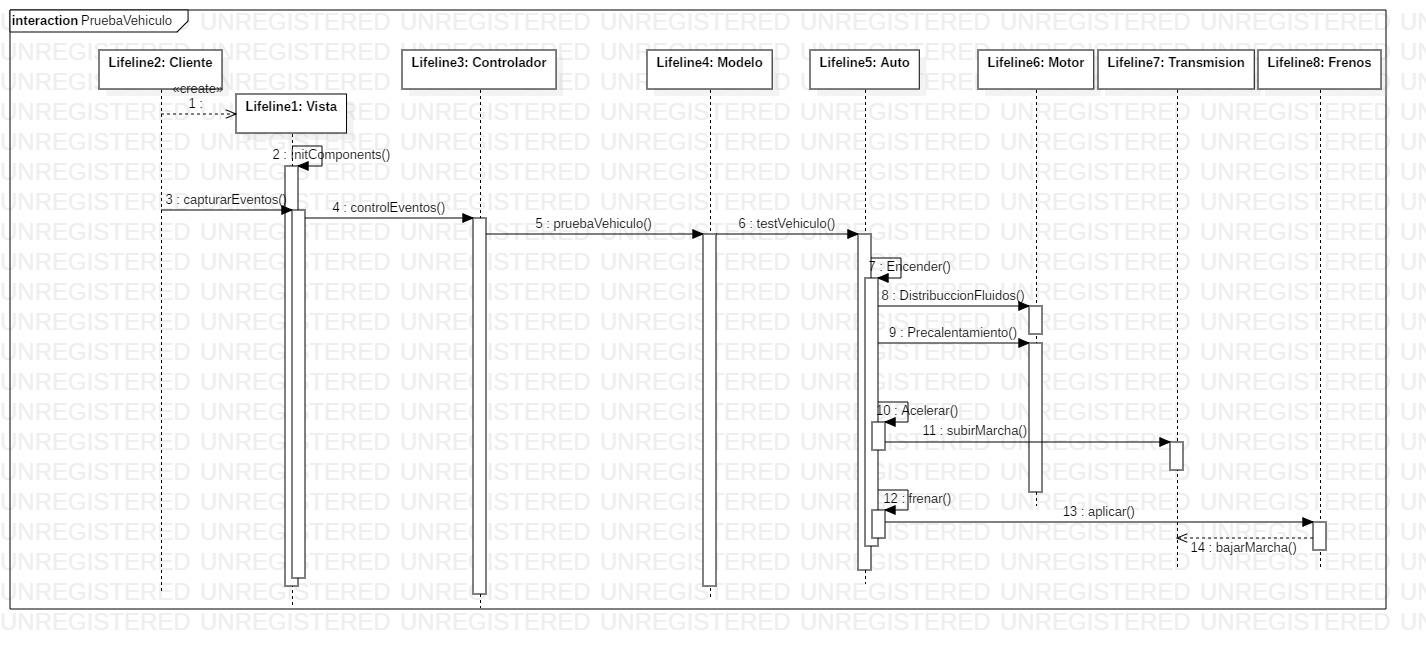 interaction PruebaVehiculo
Lifeline2: Cliente
Lifeline3: Controlador
Lifeline4: Modelo
Lifeline5: Auto
Lifeline6: Motor
Lifeline7: Transmision
Lifeline8: Frenos
«create»
1 :
Lifeline1: Vista
2 : initComponents()
3 : capturarEventos()
4 : controlEventos()
5 : pruebaVehiculo()
6 : testVehiculo()
7 : Encender()
8 : DistribuccionFluidos()
9 : Precalentamiento()
10 : Acelerar()
11 : subirMarcha()
12 : frenar()
13 : aplicar()
14 : bajarMarcha()
UNREGISTERED UNREGISTERED UNREGISTERED UNREGISTERED UNREGISTERED UNREGISTERED UNREGISTERED UN